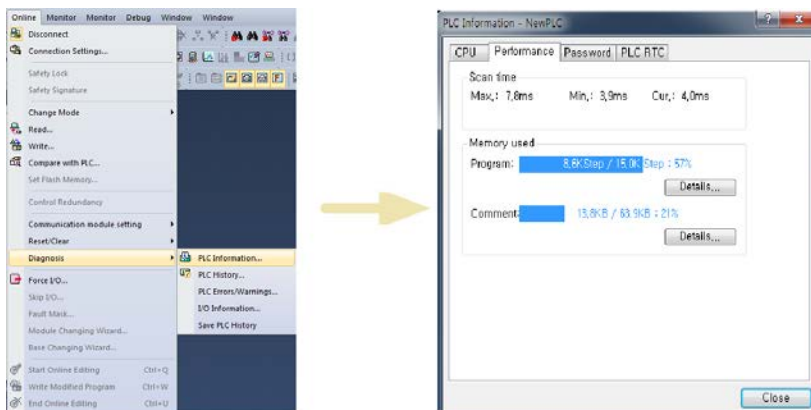 Online Monitor Monitor Debug Window Window
Disconnect
Connection Settings...
Safety Lock
Safety Signature
Change Mode
Read...
Write...
Compare with PLC...
Set Flash Memory...
Control Redundancy
Communication module setting
Reset/Clear
Diagnosis
Force I/O...
Skip I/O...
Fault Mask...
Module Changing Wizard...
Base Changing Wizard...
Start Online Editing Ctrl+Q
Write Modified Program Ctrl+W
End Online Editing Ctrl+U
PLC Information...
PLC History...
PLC Errors/Warnings...
I/O Information...
Save PLC History
PLC Information - NewPLC
CPU Performance Password PLC RTC
Scan time
Max,: 7,8ms Min,: 3,9ms Cur,: 4,0ms
Memory used
Program: 8,6KStep / 15,0K Step : 57%
Details,,,
Comment: 13,8KB / 63,9KB : 21%
Details,,,
Close